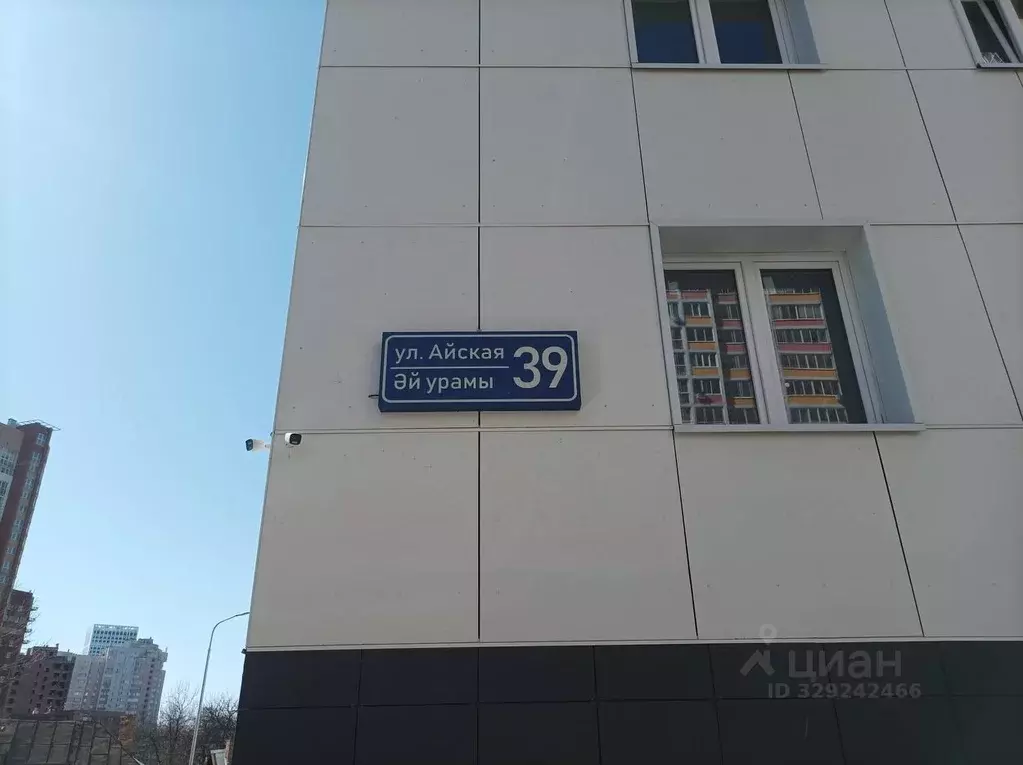 ул. Айская 39
Әй урамы
циан
ID 329242466